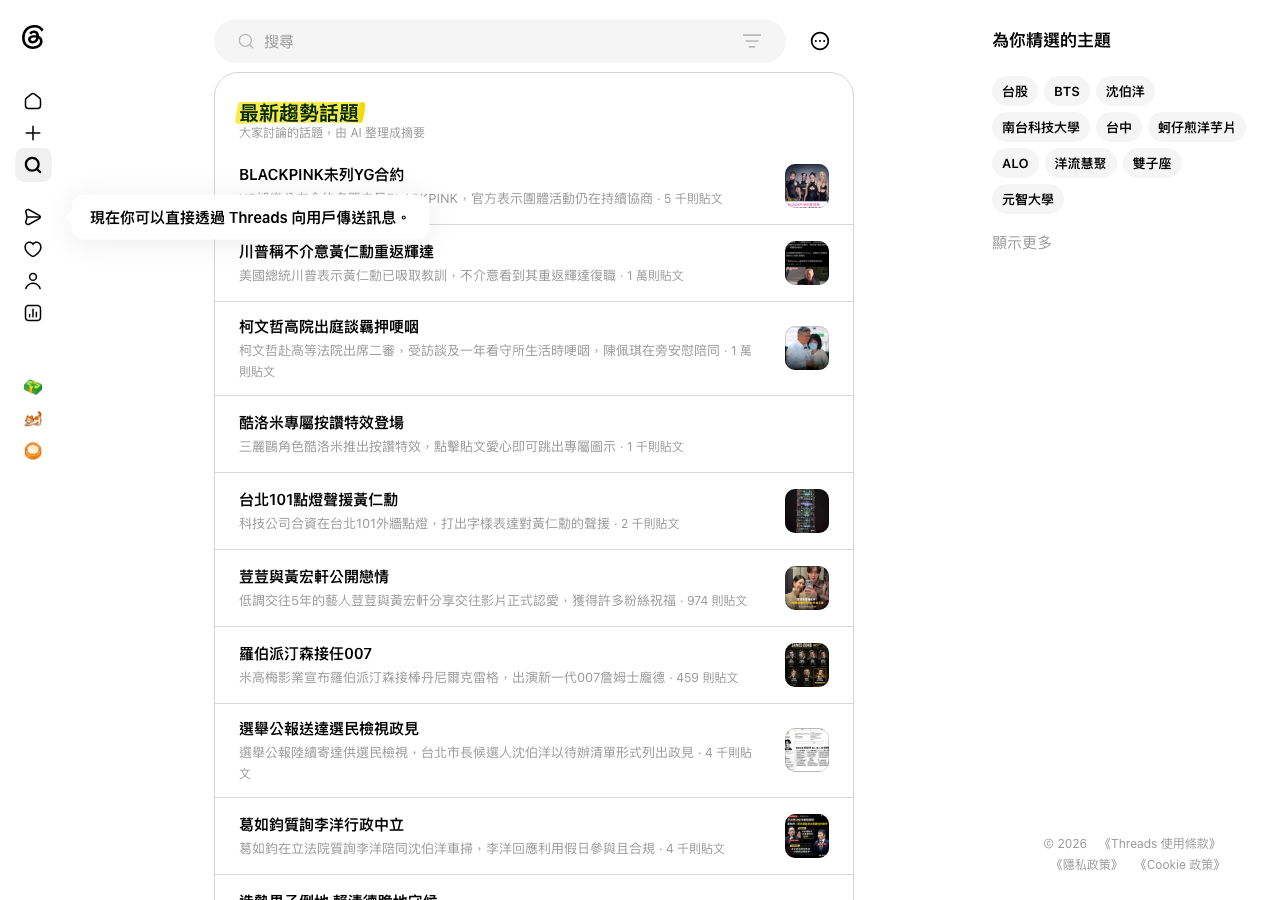 搜尋
最新趨勢話題
大家討論的話題，由 AI 整理成摘要
BLACKPINK未列YG合約
BLACKPINK，官方表示團體活動仍在持續協商 · 5 千則貼文
現在你可以直接透過 Threads 向用戶傳送訊息。
川普稱不介意黃仁勳重返輝達
美國總統川普表示黃仁勳已吸取教訓，不介意看到其重返輝達復職 · 1 萬則貼文
柯文哲高院出庭談羈押哽咽
柯文哲赴高等法院出席二審，受訪談及一年看守所生活時哽咽，陳佩琪在旁安慰陪同 · 1 萬
則貼文
酷洛米專屬按讚特效登場
三麗鷗角色酷洛米推出按讚特效，點擊貼文愛心即可跳出專屬圖示 · 1 千則貼文
台北101點燈聲援黃仁勳
科技公司合資在台北101外牆點燈，打出字樣表達對黃仁勳的聲援 · 2 千則貼文
荳荳與黃宏軒公開戀情
低調交往5年的藝人荳荳與黃宏軒分享交往影片正式認愛，獲得許多粉絲祝福 · 974 則貼文
羅伯派汀森接任007
米高梅影業宣布羅伯派汀森接棒丹尼爾克雷格，出演新一代007詹姆士龐德 · 459 則貼文
選舉公報送達選民檢視政見
選舉公報陸續寄達供選民檢視，台北市長候選人沈伯洋以待辦清單形式列出政見 · 4 千則貼
文
葛如鈞質詢李洋行政中立
葛如鈞在立法院質詢李洋陪同沈伯洋車掃，李洋回應利用假日參與且合規 · 4 千則貼文
為你精選的主題
台股 BTS 沈伯洋
南台科技大學 台中 蚵仔煎洋芋片
ALO 洋流慧聚 雙子座
元智大學
顯示更多
© 2026 《Threads 使用條款》
《隱私政策》 《Cookie 政策》